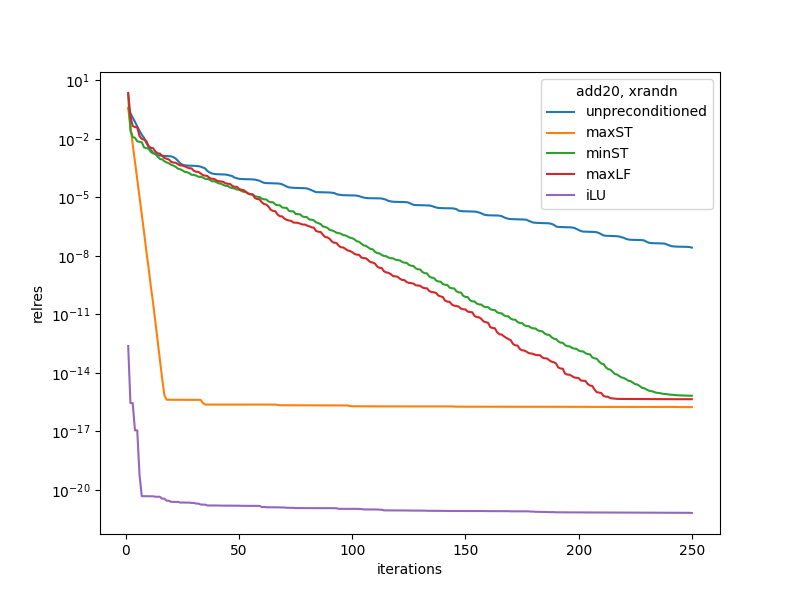 add20, xrandn
unpreconditioned
maxST
minST
maxLF
iLU
10^1
10^-2
10^-5
10^-8
10^-11
10^-14
10^-17
10^-20
relres
0 50 100 150 200 250
iterations